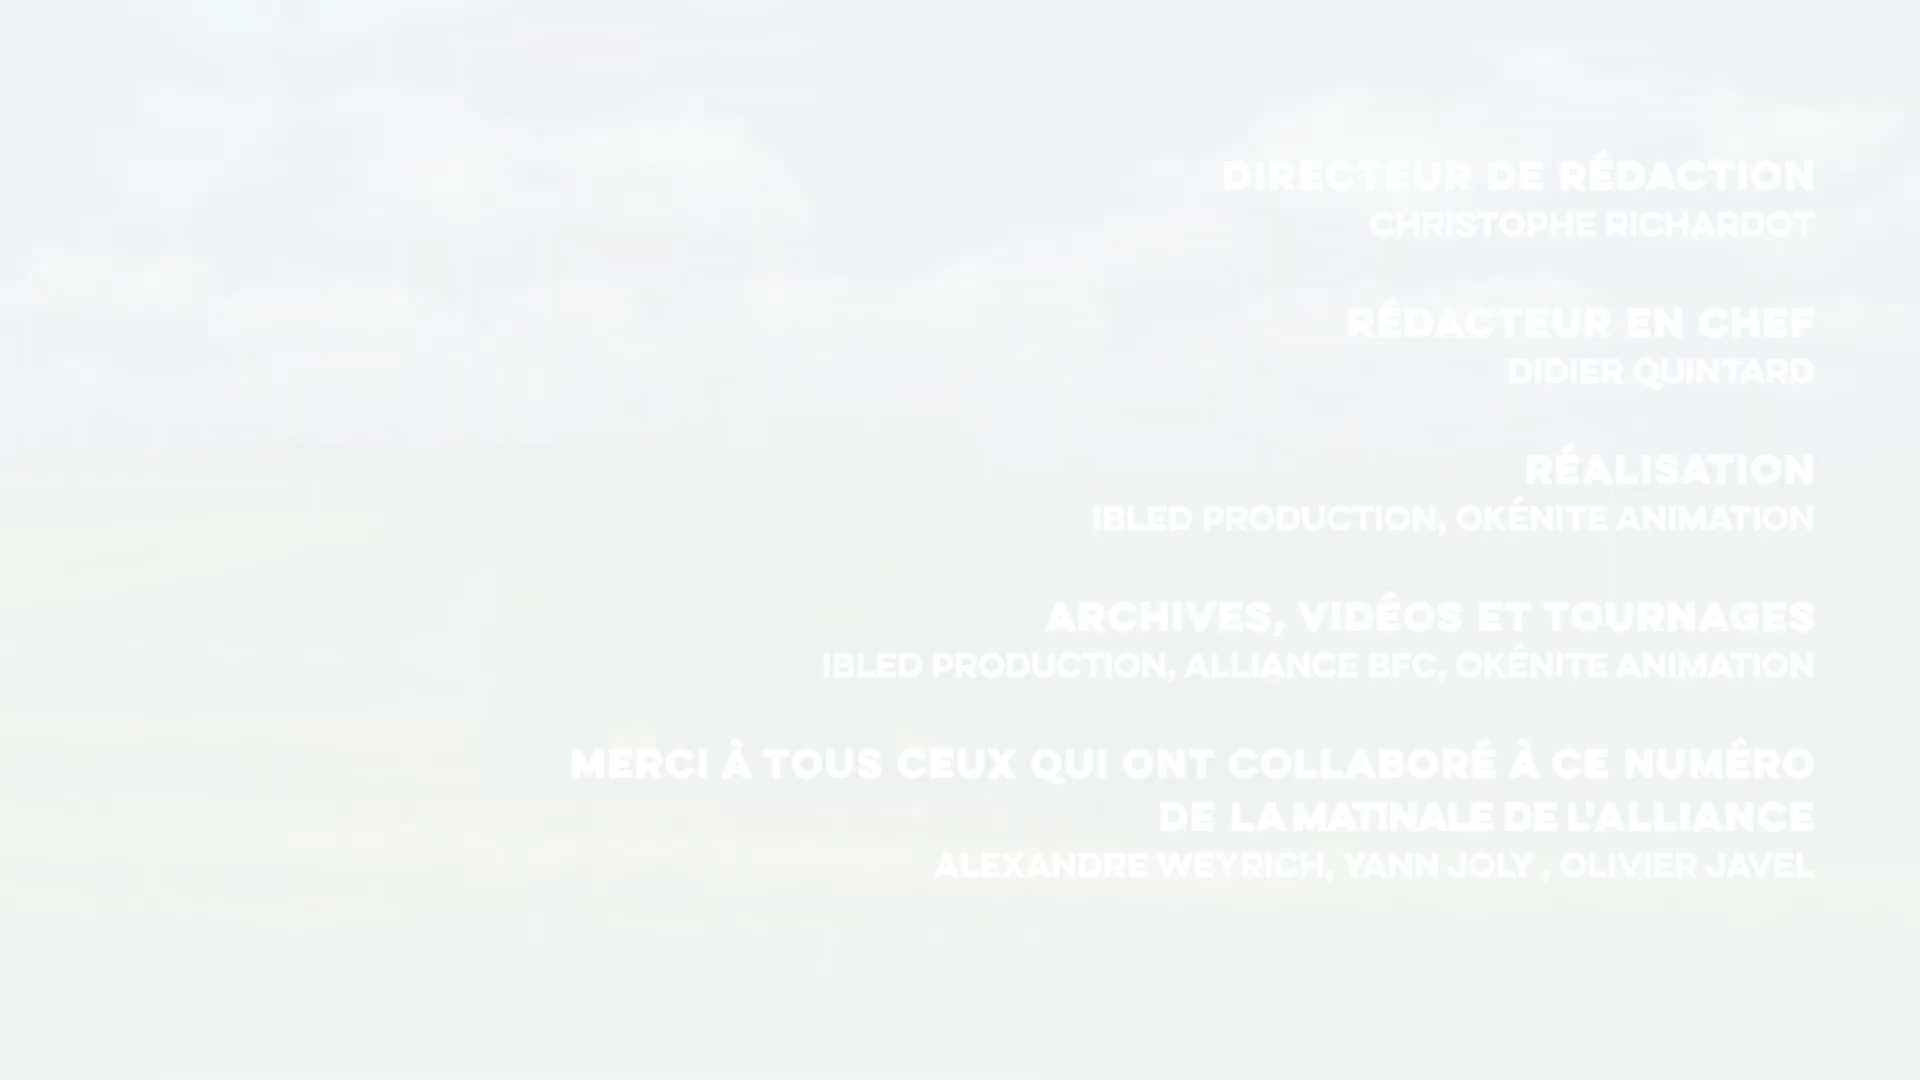 DIRECTEUR DE RÉDACTION
CHRISTOPHE RICHARDOT
RÉDACTEUR EN CHEF
DIDIER QUINTARD
RÉALISATION
IBLED PRODUCTION, OKÉNITE ANIMATION
ARCHIVES, VIDÉOS ET TOURNAGES
IBLED PRODUCTION, ALLIANCE BFC, OKÉNITE ANIMATION
MERCI À TOUS CEUX QUI ONT COLLABORÉ À CE NUMÉRO
DE LA MATINALE DE L'ALLIANCE
ALEXANDRE WEYRICH, YANN JOLY , OLIVIER JAVEL